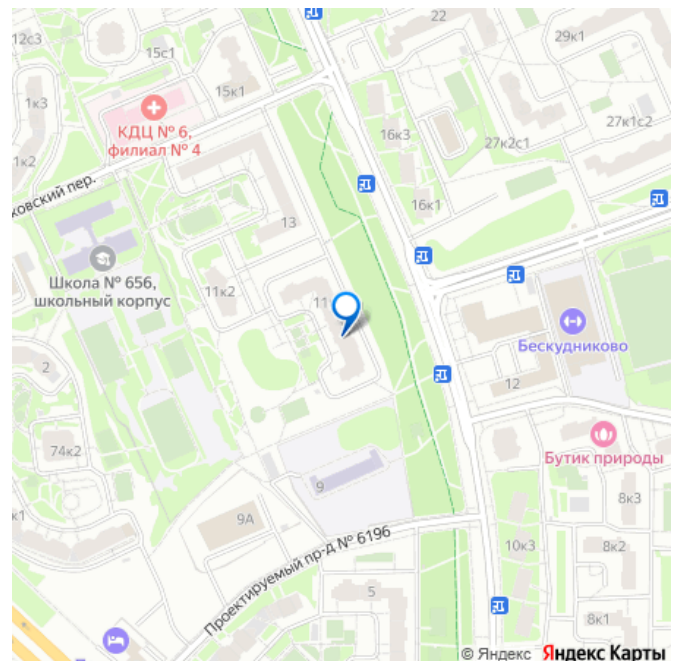 22
12с3
15с1
29к1
1к3
15к1
КДЦ № 6,
филиал № 4
16к3
27к1с2
27к2с1
1к2
ковский пер.
16к1
13
Школа № 656,
школьный корпус
11к2
11
Бескудниково
2
12
74к2
Бутик природы
9
8к3
9А
к1
Проектируемый пр-д № 6196
10к3
8к2
5
8к1
© Яндекс Яндекс Карты